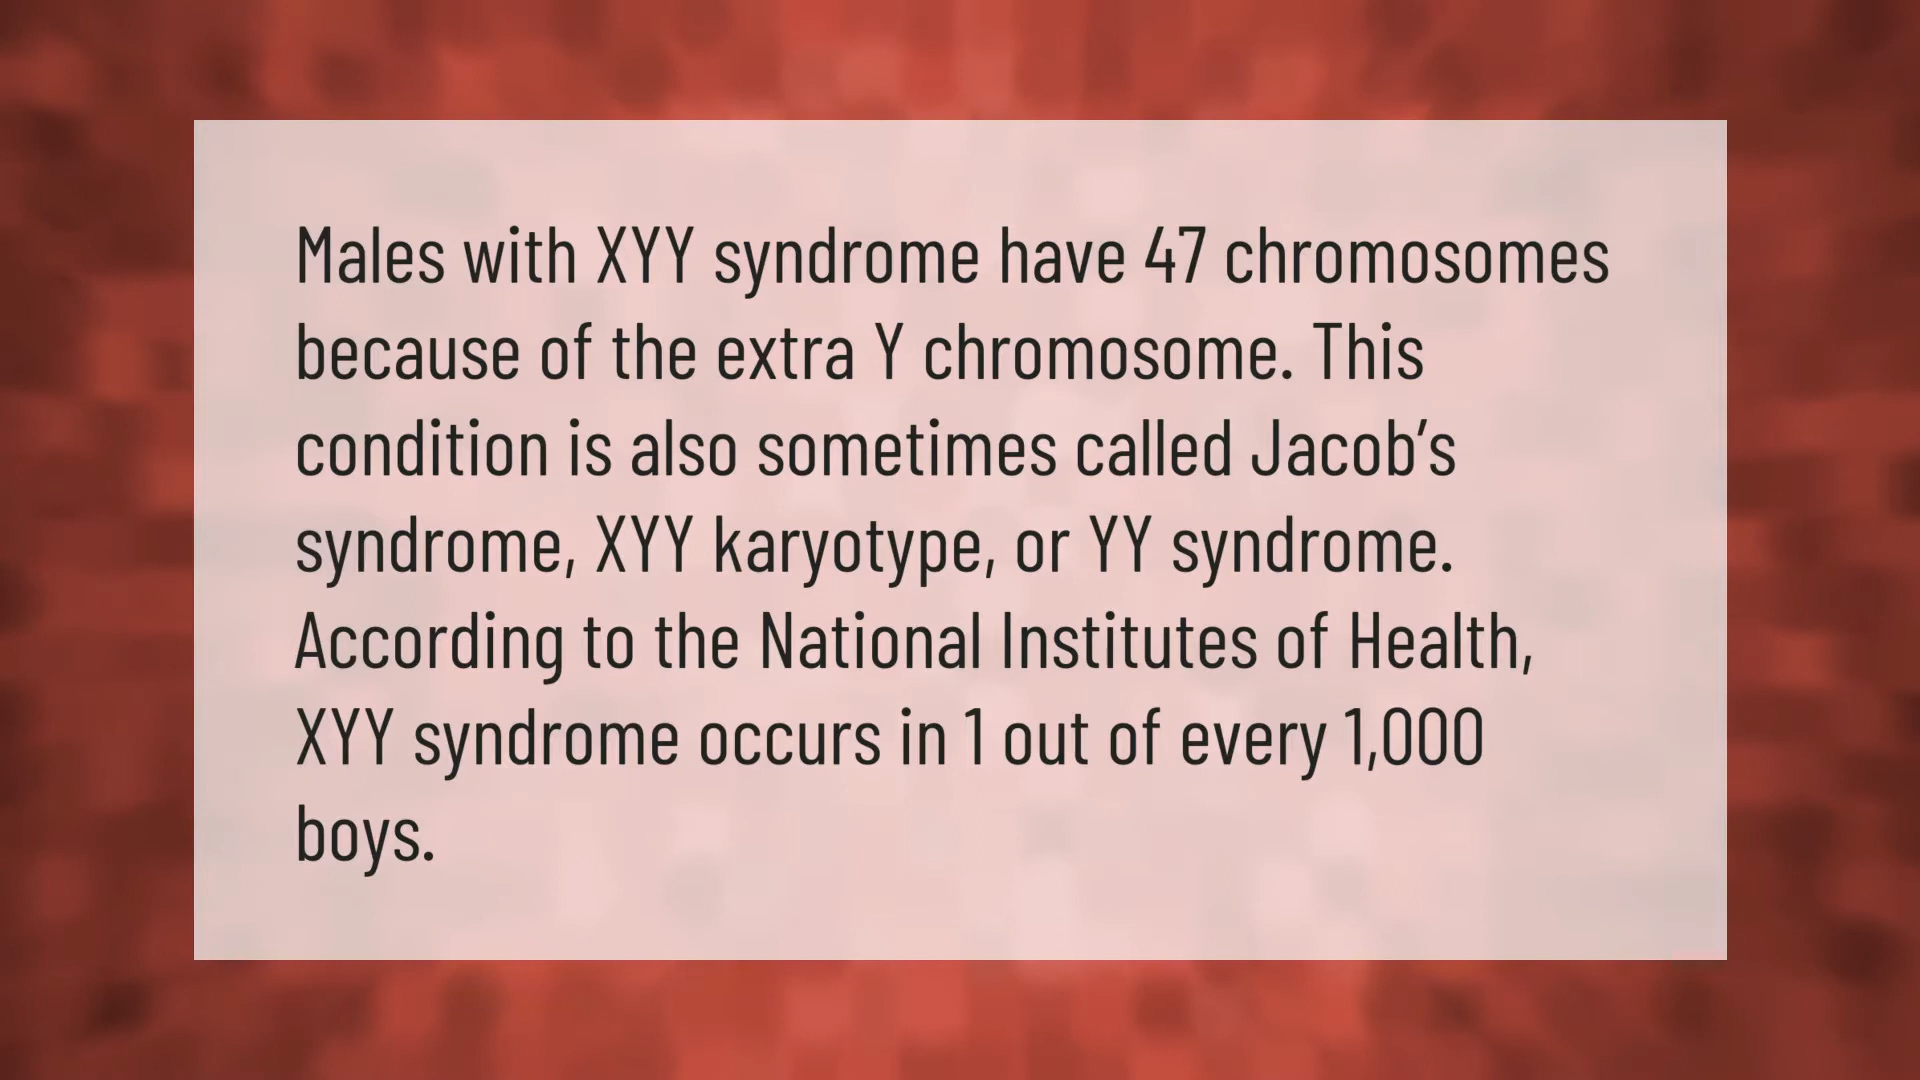 Males with XYY syndrome have 47 chromosomes
because of the extra Y chromosome. This
condition is also sometimes called Jacob’s
syndrome, XYY karyotype, or YY syndrome.
According to the National Institutes of Health,
XYY syndrome occurs in 1 out of every 1,000
boys.